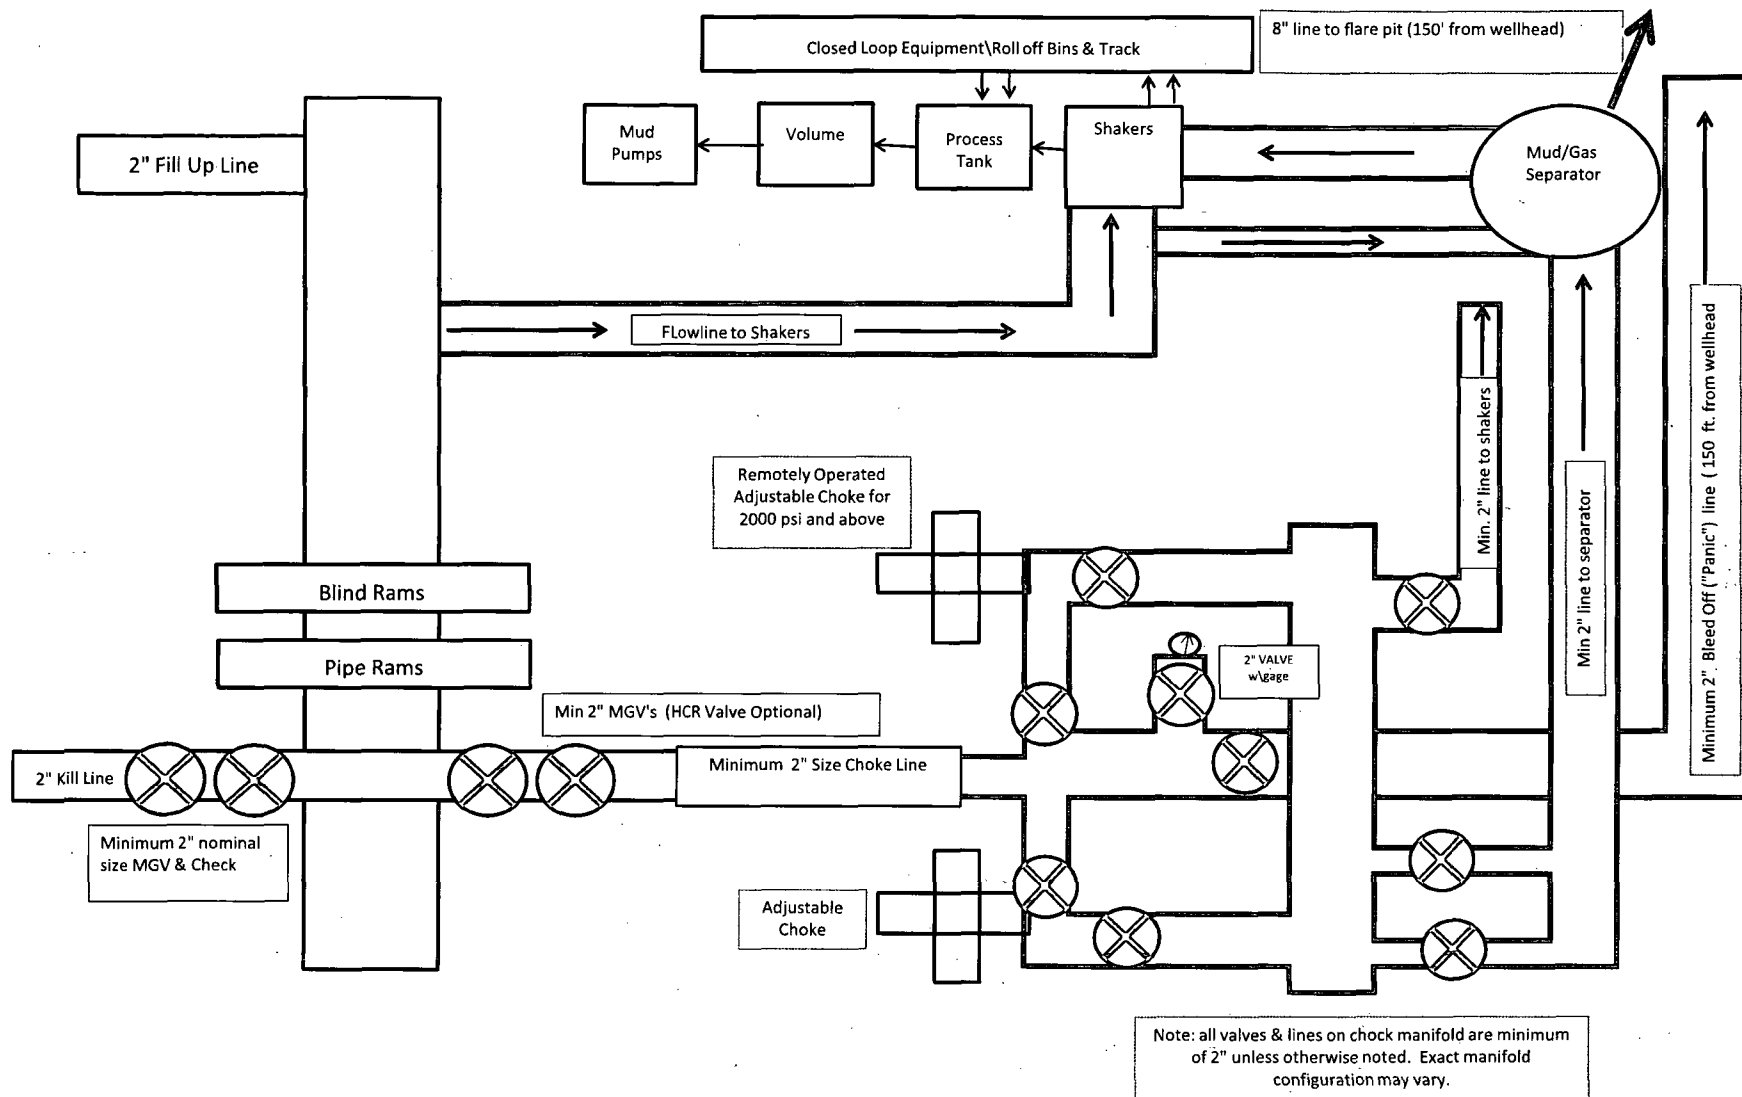 Closed Loop Equipment\Roll off Bins & Track
8" line to flare pit (150' from wellhead)
2" Fill Up Line
Mud
Pumps
Volume
Process
Tank
Shakers
Mud/Gas
Separator
FLowline to Shakers
Min. 2" line to shakers
Min 2" line to separator
Minimum 2". Bleed Off ("Panic") line ( 150 ft. from wellhead
Remotely Operated
Adjustable Choke for
2000 psi and above
Blind Rams
Pipe Rams
2" VALVE
w\gage
Min 2" MGV's (HCR Valve Optional)
2" Kill Line
Minimum 2" Size Choke Line
Minimum 2" nominal
size MGV & Check
Adjustable
Choke
Note: all valves & lines on chock manifold are minimum
of 2" unless otherwise noted. Exact manifold
configuration may vary.